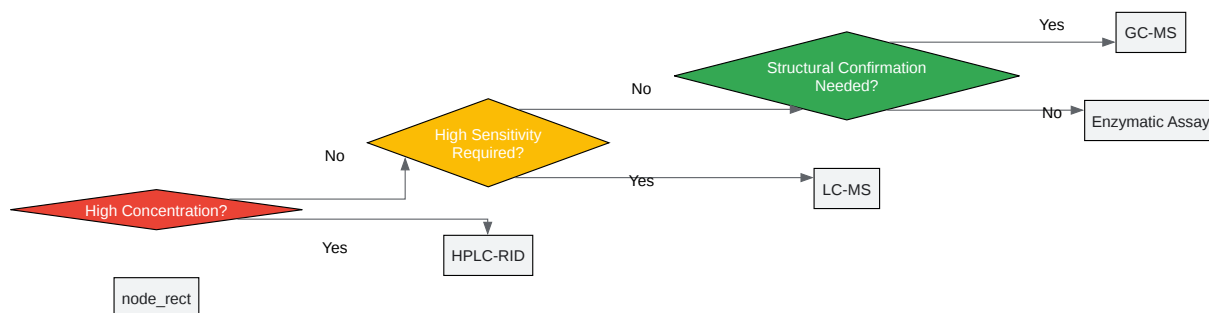 Yes
GC-MS
Structural Confirmation
Needed?
No
No
Enzymatic Assay
High Sensitivity
Required?
No
Yes
LC-MS
High Concentration?
Yes
HPLC-RID
node_rect